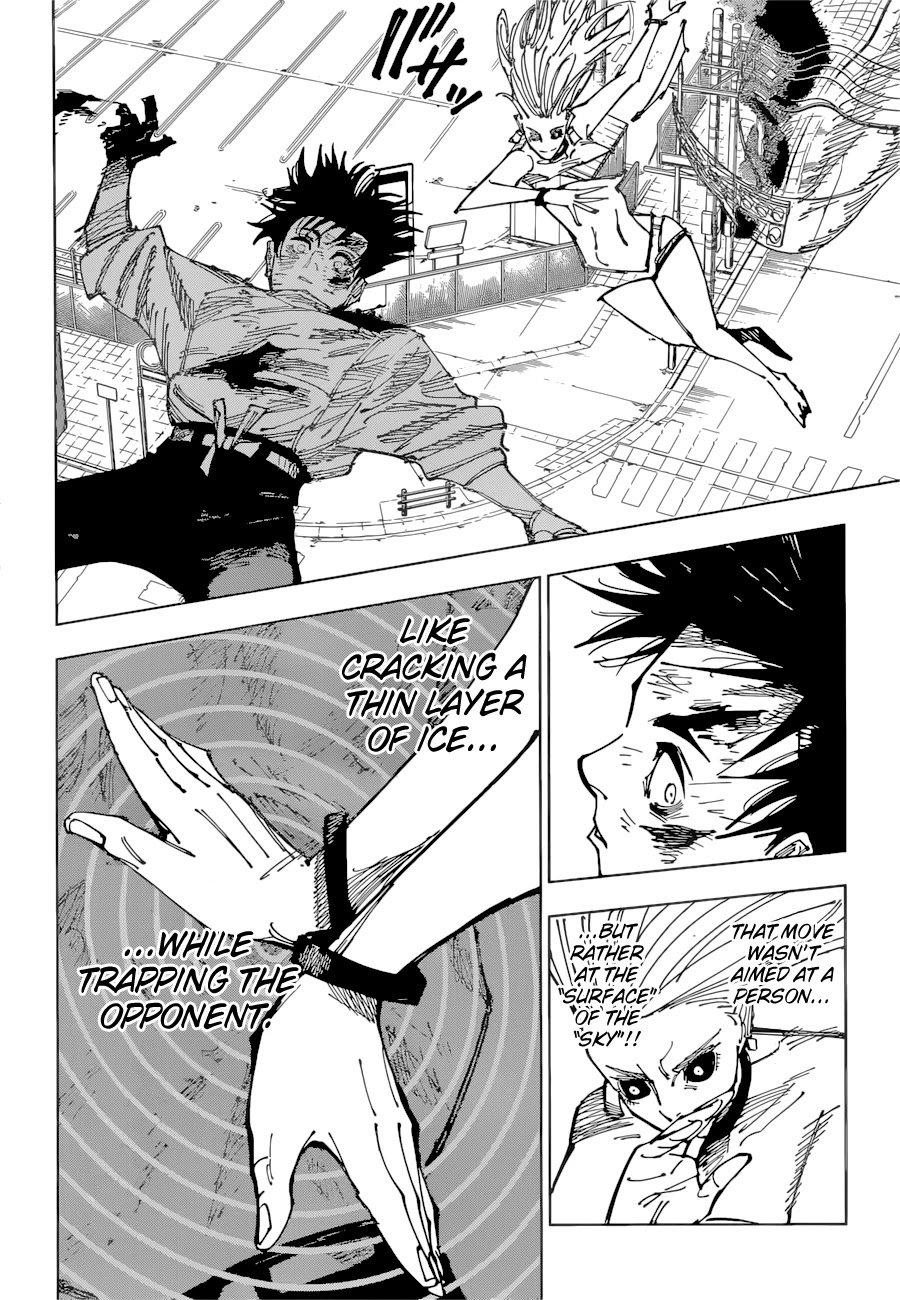 バサッ
THAT MOVE
WASN'T
AIMED AT A
PERSON...
...BUT
RATHER
AT THE
"SURFACE"
OF THE
"SKY"!!
LIKE
CRACKING A
THIN LAYER
OF ICE...
...WHILE
TRAPPING THE
OPPONENT.